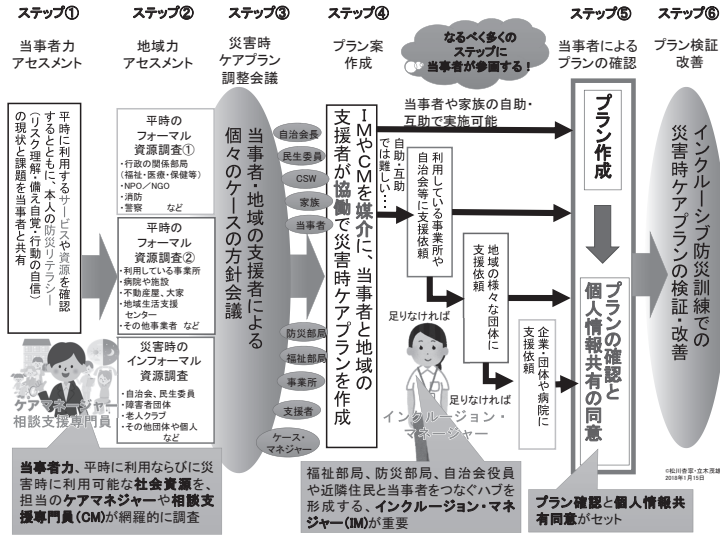 ステップ①
当事者力
アセスメント
平時に利用するサービスや資源を確認
するとともに、本人の防災リテラシー
（リスク理解・備え自覚・行動の自信）
の現状と課題を当事者と共有
ケアマネージャー
相談支援専門員
当事者力、平時に利用ならびに災
害時に利用可能な社会資源を、
担当のケアマネジャーや相談支
援専門員(CM)が網羅的に調査
ステップ②
地域力
アセスメント
平時の
フォーマル
資源調査①
・行政の関係部局
（福祉・医療・保健等）
・NPO／NGO
・消防
・警察　など
平時の
フォーマル
資源調査②
・利用している事業所
・病院や施設
・不動産屋、大家
・地域生活支援
センター
・その他事業者 など
災害時の
インフォーマル
資源調査
・自治会、民生委員
・障害者団体
・老人クラブ
・その他団体や個人
など
ステップ③
災害時
ケアプラン
調整会議
当事者・地域の支援者による
個々のケースの方針会議
自治会長
民生委員
CSW
家族
当事者
防災部局
福祉部局
事業所
支援者
ケース・
マネジャー
ステップ④
プラン案
作成
なるべく多くの
ステップに
当事者が参画する！
IMやCMを媒介に、当事者と地域の
支援者が協働で災害時ケアプランを作成
当事者や家族の自助・
互助で実施可能
自助・互助
では難しい…
利用している事業所や
自治会等に支援依頼
足りなければ
地域の様々な団体に
支援依頼
足りなければ
企業・団体や病院に
支援依頼
インクルージョン・
マネージャー
福祉部局、防災部局、自治会役員
や近隣住民と当事者をつなぐハブを
形成する、インクルージョン・マネ
ジャー(IM)が重要
ステップ⑤
当事者による
プランの確認
プラン作成
プランの確認と
個人情報共有の同意
プラン確認と個人情報共
有同意がセット
ステップ⑥
プラン検証
改善
インクルーシブ防災訓練での
災害時ケアプランの検証・改善
©松川杏寧・立木茂雄
2018年1月15日